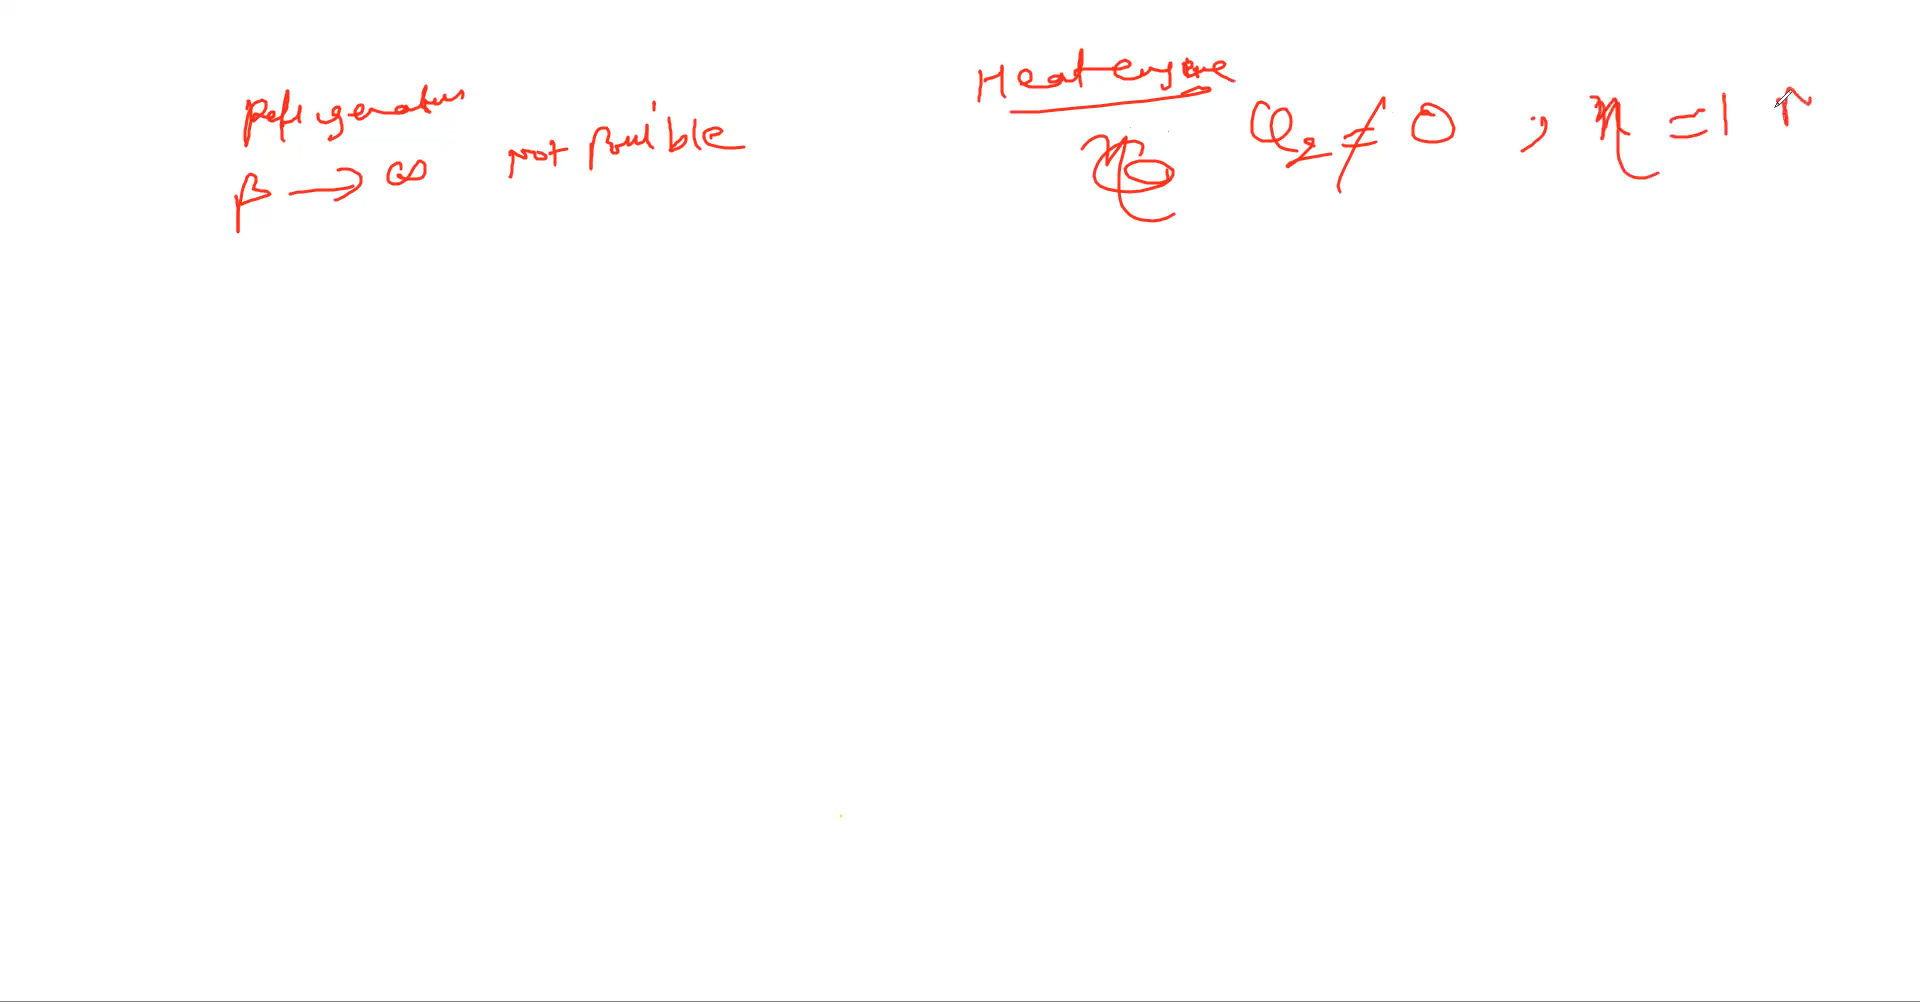 Refrigerator
β → ∞ not possible
Heat engine
Q₂ ≠ 0 , η = 1 n